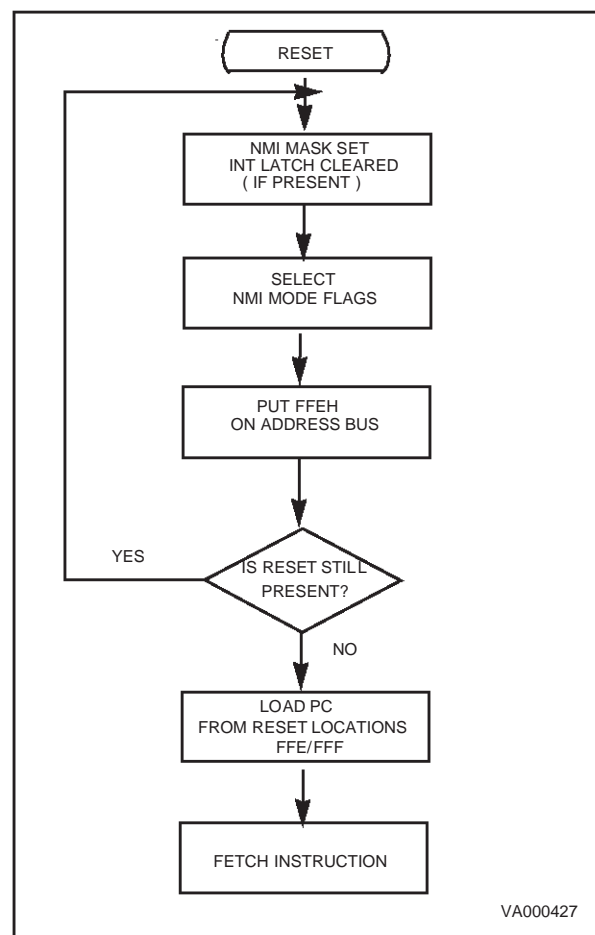 RESET
NMI MASK SET
INT LATCH CLEARED
( IF PRESENT )
SELECT
NMI MODE FLAGS
PUT FFEH
ON ADDRESS BUS
YES
IS RESET STILL
PRESENT?
NO
LOAD PC
FROM RESET LOCATIONS
FFE/FFF
FETCH INSTRUCTION
VA000427